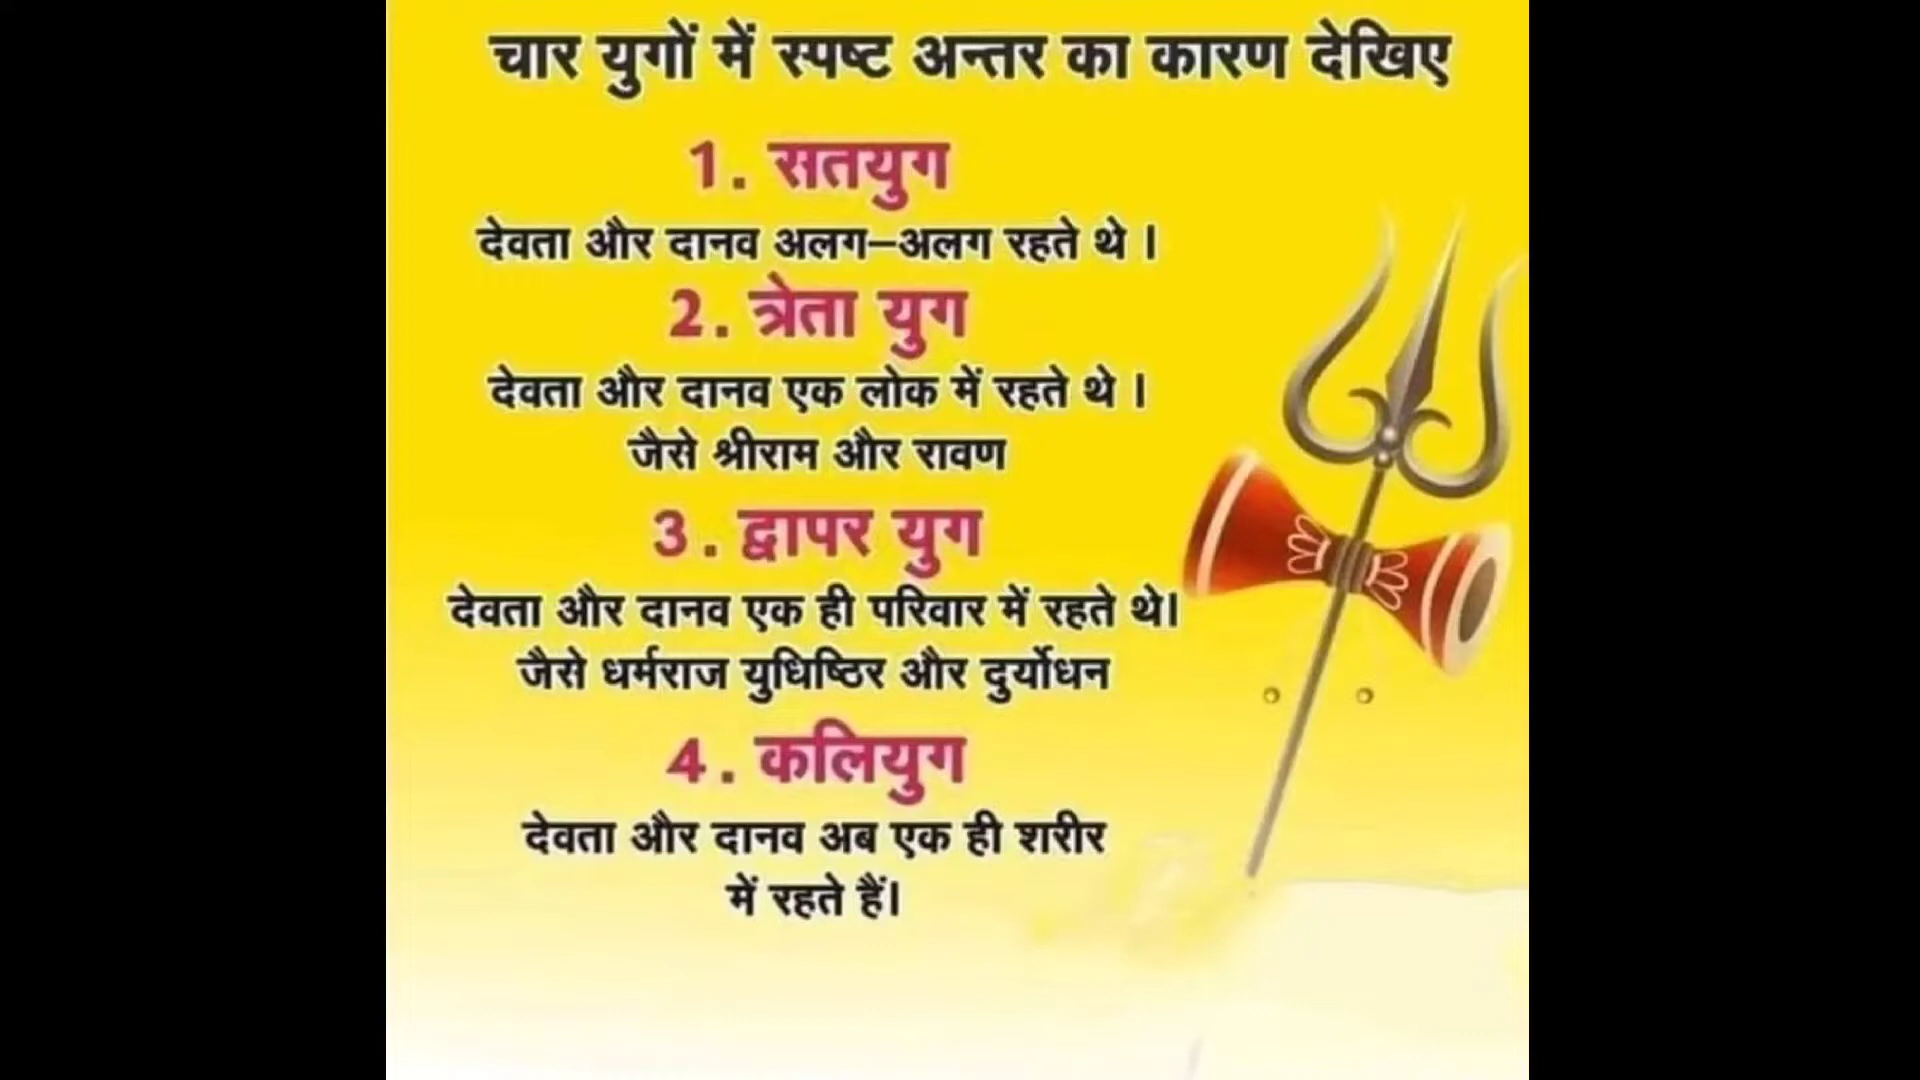 चार युगों में स्पष्ट अन्तर का कारण देखिए
1. सतयुग
देवता और दानव अलग–अलग रहते थे ।
2. त्रेता युग
देवता और दानव एक लोक में रहते थे ।
जैसे श्रीराम और रावण
3. द्वापर युग
देवता और दानव एक ही परिवार में रहते थे।
जैसे धर्मराज युधिष्ठिर और दुर्योधन
4. कलियुग
देवता और दानव अब एक ही शरीर
में रहते हैं।